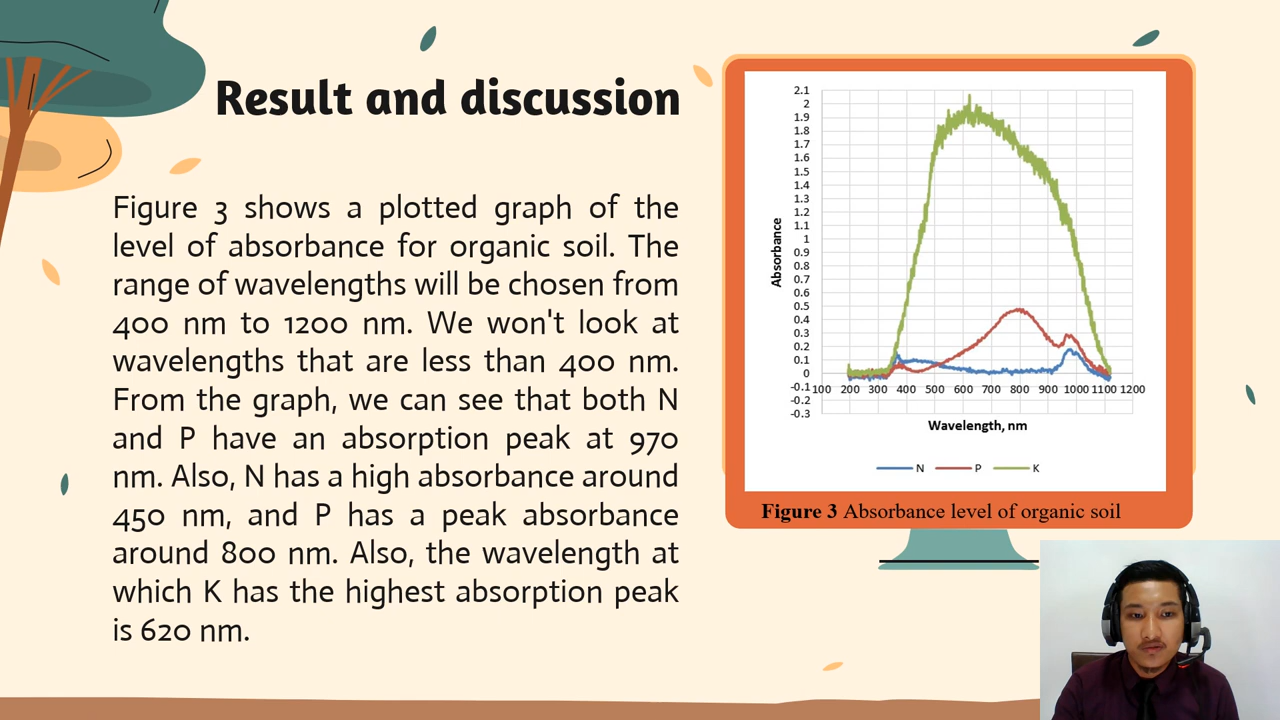 Result and discussion
Figure 3 shows a plotted graph of the
level of absorbance for organic soil. The
range of wavelengths will be chosen from
400 nm to 1200 nm. We won't look at
wavelengths that are less than 400 nm.
From the graph, we can see that both N
and P have an absorption peak at 970
nm. Also, N has a high absorbance around
450 nm, and P has a peak absorbance
around 800 nm. Also, the wavelength at
which K has the highest absorption peak
is 620 nm.
2.1
2
1.9
1.8
1.7
1.6
1.5
1.4
1.3
1.2
1.1
1
0.9
0.8
0.7
0.6
0.5
0.4
0.3
0.2
0.1
0
-0.1
-0.2
-0.3
Absorbance
100 200 300 400 500 600 700 800 900 1000 1100 1200
Wavelength, nm
N P K
Figure 3 Absorbance level of organic soil